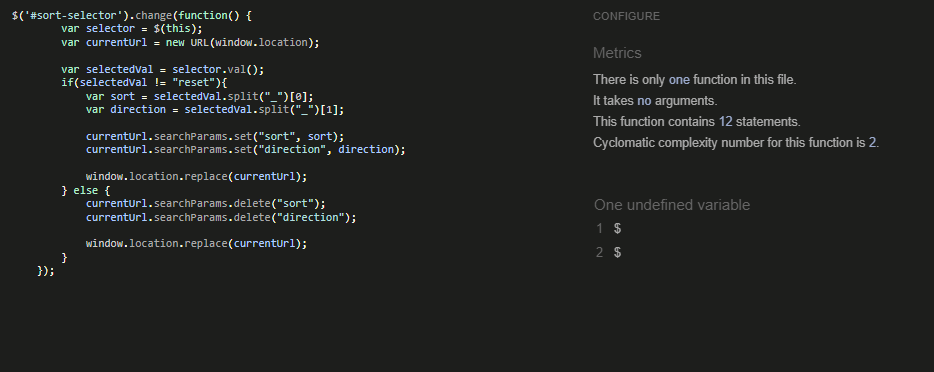 $('#sort-selector').change(function() {
var selector = $(this);
var currentUrl = new URL(window.location);
var selectedVal = selector.val();
if(selectedVal != "reset"){
var sort = selectedVal.split("_")[0];
var direction = selectedVal.split("_")[1];
currentUrl.searchParams.set("sort", sort);
currentUrl.searchParams.set("direction", direction);
window.location.replace(currentUrl);
} else {
currentUrl.searchParams.delete("sort");
currentUrl.searchParams.delete("direction");
window.location.replace(currentUrl);
}
});
CONFIGURE
Metrics
There is only one function in this file.
It takes no arguments.
This function contains 12 statements.
Cyclomatic complexity number for this function is 2.
One undefined variable
1 $
2 $